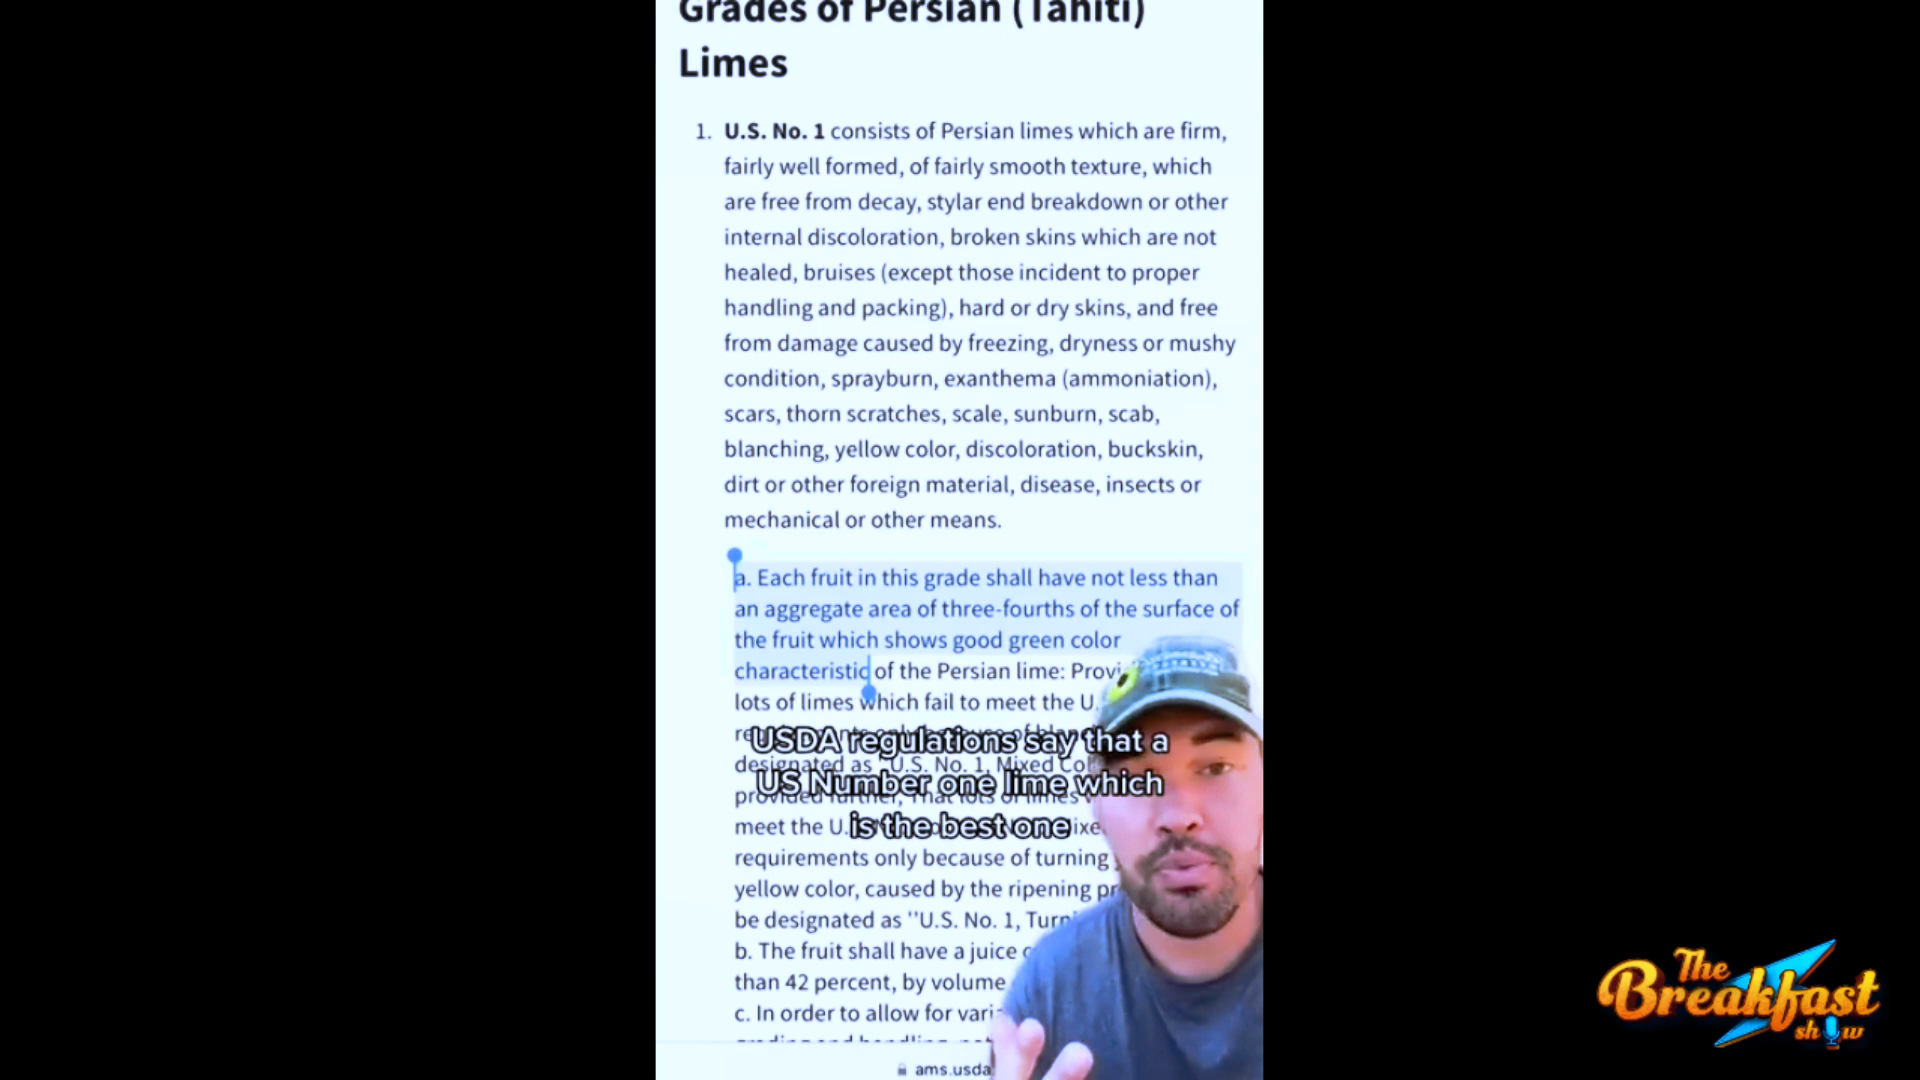 Grades of Persian (Tahiti)
Limes
1. U.S. No. 1 consists of Persian limes which are firm,
fairly well formed, of fairly smooth texture, which
are free from decay, stylar end breakdown or other
internal discoloration, broken skins which are not
healed, bruises (except those incident to proper
handling and packing), hard or dry skins, and free
from damage caused by freezing, dryness or mushy
condition, sprayburn, exanthema (ammoniation),
scars, thorn scratches, scale, sunburn, scab,
blanching, yellow color, discoloration, buckskin,
dirt or other foreign material, disease, insects or
mechanical or other means.
a. Each fruit in this grade shall have not less than
an aggregate area of three-fourths of the surface of
the fruit which shows good green color
characteristic of the Persian lime:
lots of limes which fail to meet the U.
USDA regulations say that a
designated as "U.S. No. 1, Mixed
US Number one lime which
meet the U.
is the best one
requirements only because of turning
yellow color, caused by the ripening
be designated as ''U.S. No. 1,
b. The fruit shall have a juice
than 42 percent, by volume
c. In order to allow for
ams.usda
The
Breakfast
show